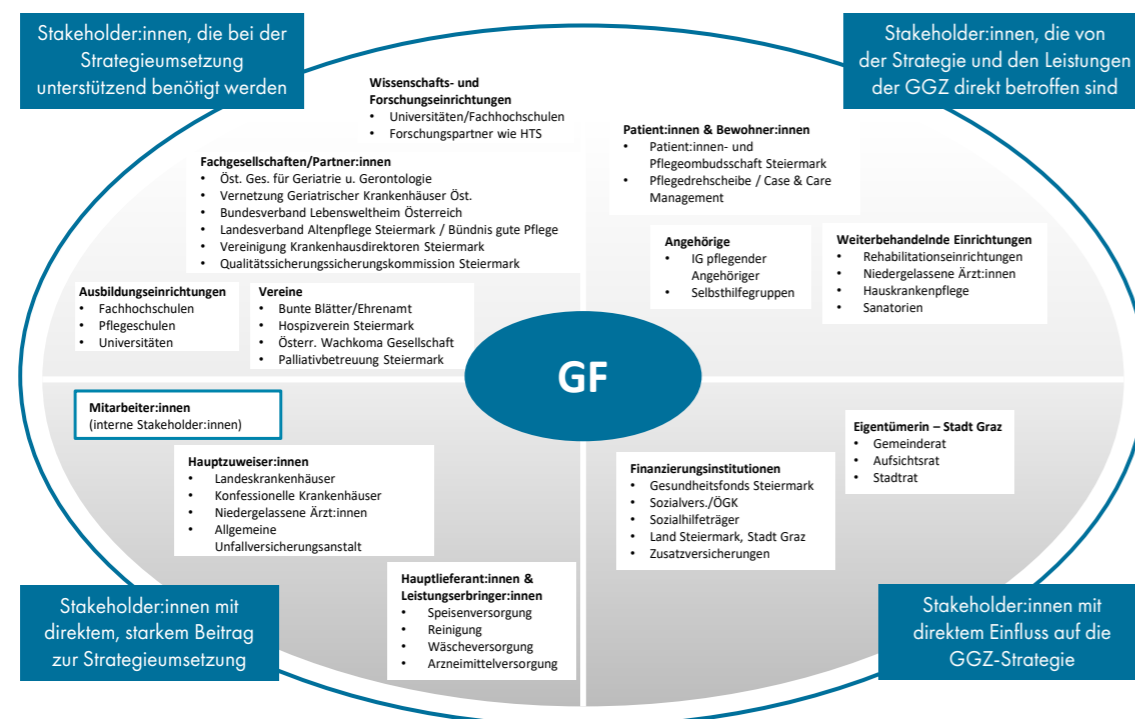 Stakeholder:innen, die bei der
Strategieumsetzung
unterstützend benötigt werden
Stakeholder:innen, die von
der Strategie und den Leistungen
der GGZ direkt betroffen sind
Wissenschafts- und
Forschungseinrichtungen
• Universitäten/Fachhochschulen
• Forschungspartner wie HTS
Fachgesellschaften/Partner:innen
• Öst. Ges. für Geriatrie u. Gerontologie
• Vernetzung Geriatrischer Krankenhäuser Öst.
• Bundesverband Lebensweltheim Österreich
• Landesverband Altenpflege Steiermark / Bündnis gute Pflege
• Vereinigung Krankenhausdirektoren Steiermark
• Qualitätssicherungssicherungskommission Steiermark
Ausbildungseinrichtungen
• Fachhochschulen
• Pflegeschulen
• Universitäten
Vereine
• Bunte Blätter/Ehrenamt
• Hospizverein Steiermark
• Österr. Wachkoma Gesellschaft
• Palliativbetreuung Steiermark
Patient:innen & Bewohner:innen
• Patient:innen- und
Pflegeombudsschaft Steiermark
• Pflegedrehscheibe / Case & Care
Management
Angehörige
• IG pflegender
Angehöriger
• Selbsthilfegruppen
Weiterbehandelnde Einrichtungen
• Rehabilitationseinrichtungen
• Niedergelassene Ärzt:innen
• Hauskrankenpflege
• Sanatorien
GF
Mitarbeiter:innen
(interne Stakeholder:innen)
Hauptzuweiser:innen
• Landeskrankenhäuser
• Konfessionelle Krankenhäuser
• Niedergelassene Ärzt:innen
• Allgemeine
Unfallversicherungsanstalt
Hauptlieferant:innen &
Leistungserbringer:innen
• Speisenversorgung
• Reinigung
• Wäscheversorgung
• Arzneimittelversorgung
Finanzierungsinstitutionen
• Gesundheitsfonds Steiermark
• Sozialvers./ÖGK
• Sozialhilfeträger
• Land Steiermark, Stadt Graz
• Zusatzversicherungen
Eigentümerin – Stadt Graz
• Gemeinderat
• Aufsichtsrat
• Stadtrat
Stakeholder:innen mit
direktem, starkem Beitrag
zur Strategieumsetzung
Stakeholder:innen mit
direktem Einfluss auf die
GGZ-Strategie